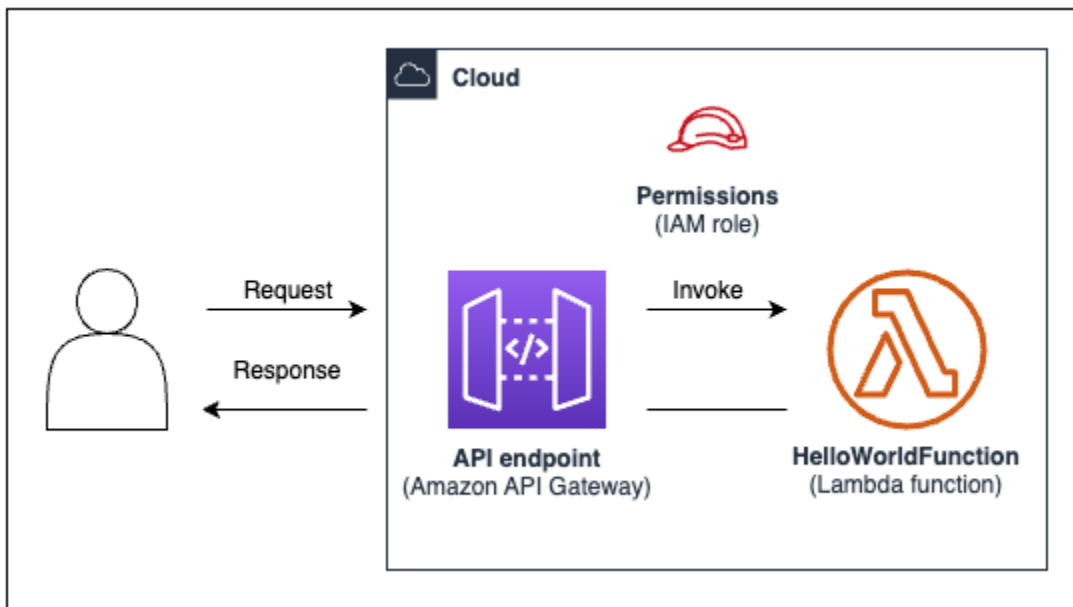 Cloud
Permissions
(IAM role)
Request
Invoke
Response
</>
API endpoint
(Amazon API Gateway)
HelloWorldFunction
(Lambda function)